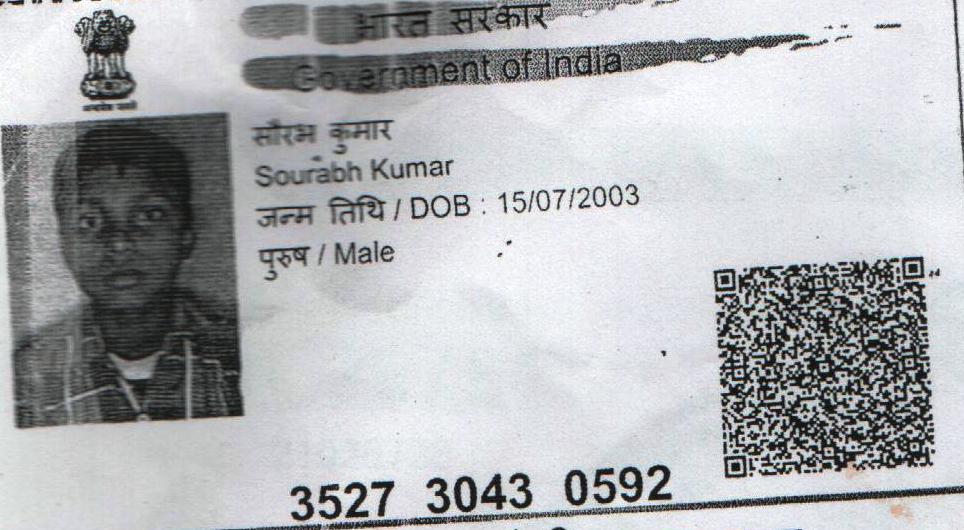 भारत सरकार
Government of India
सौरभ कुमार
Sourabh Kumar
जन्म तिथि / DOB : 15/07/2003
पुरुष / Male
3527 3043 0592